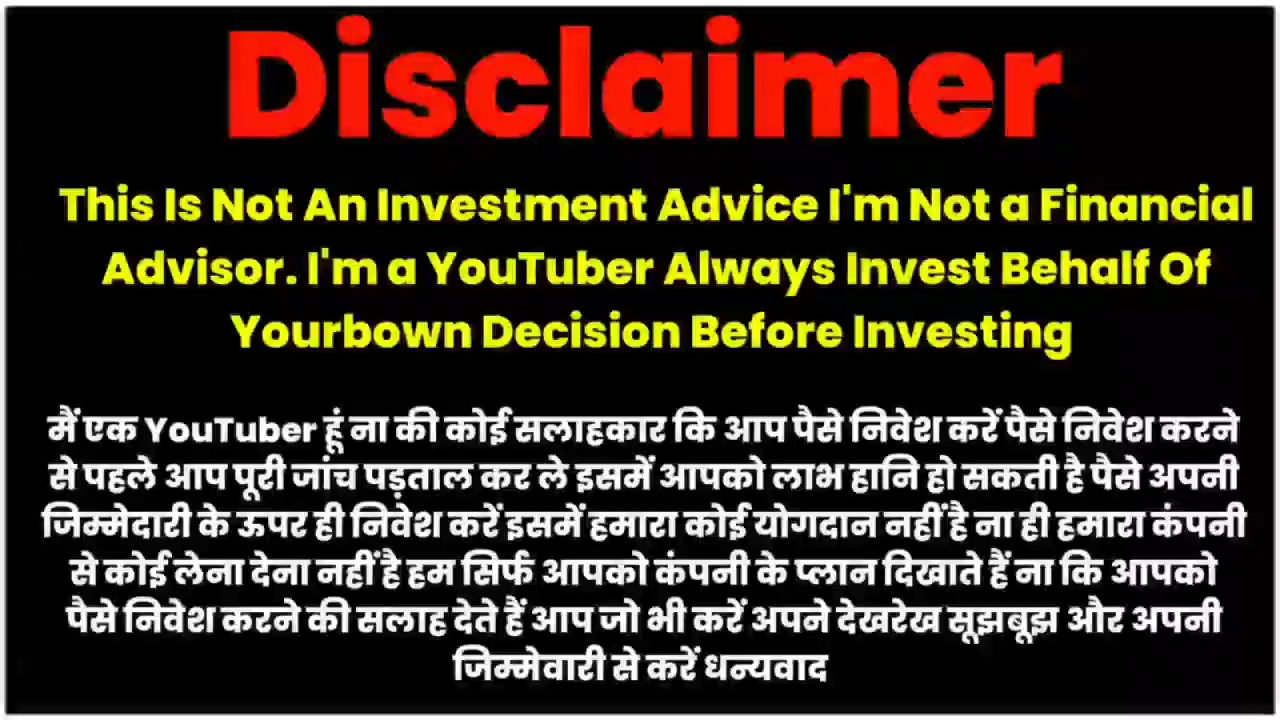 Disclaimer
This Is Not An Investment Advice I'm Not a Financial
Advisor. I'm a YouTuber Always Invest Behalf Of
Yourbown Decision Before Investing
मैं एक YouTuber हूं ना की कोई सलाहकार कि आप पैसे निवेश करें पैसे निवेश करने
से पहले आप पूरी जांच पड़ताल कर ले इसमें आपको लाभ हानि हो सकती है पैसे अपनी
जिम्मेदारी के ऊपर ही निवेश करें इसमें हमारा कोई योगदान नहीं है ना ही हमारा कंपनी
से कोई लेना देना नहीं है हम सिर्फ आपको कंपनी के प्लान दिखाते हैं ना कि आपको
पैसे निवेश करने की सलाह देते हैं आप जो भी करें अपने देखरेख सूझबूझ और अपनी
जिम्मेवारी से करें धन्यवाद